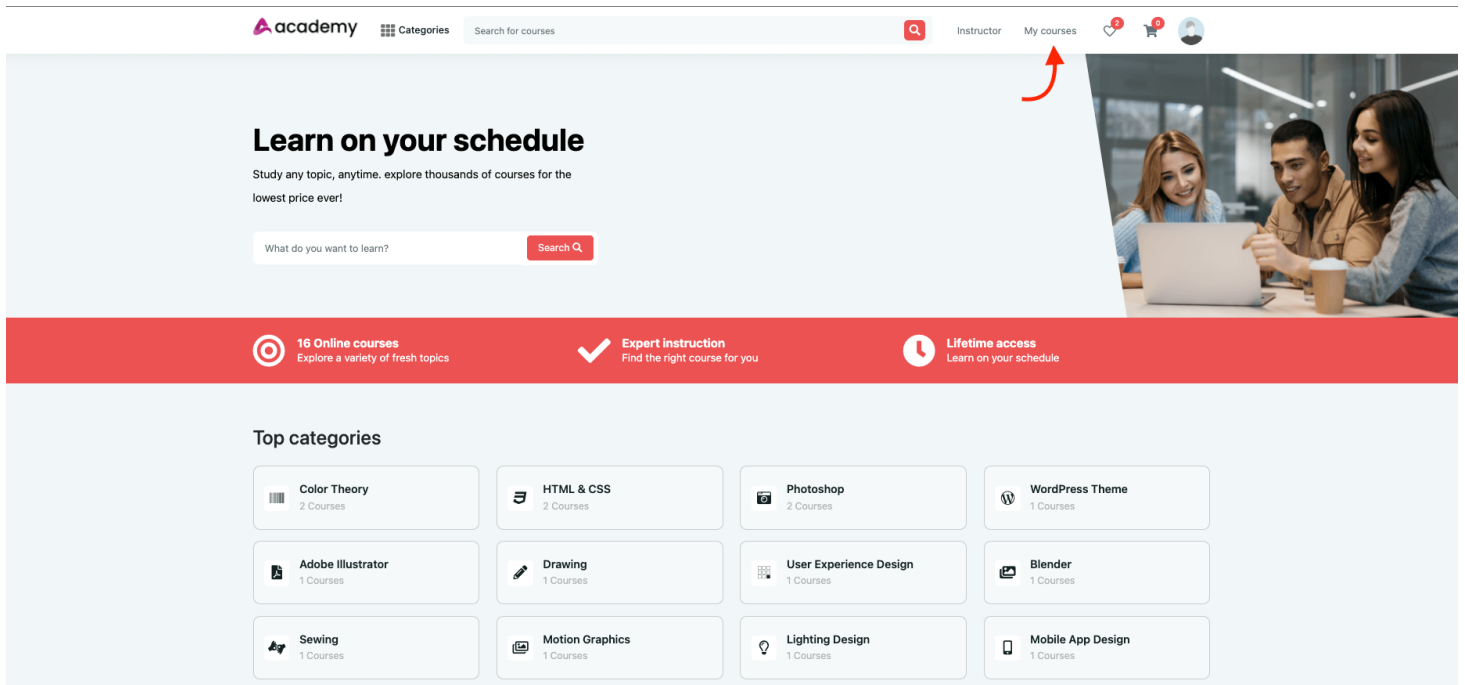 academy
Categories
Search for courses
Instructor
My courses
2
0
Learn on your schedule
Study any topic, anytime. explore thousands of courses for the
lowest price ever!
What do you want to learn?
Search
16 Online courses
Explore a variety of fresh topics
Expert instruction
Find the right course for you
Lifetime access
Learn on your schedule
Top categories
Color Theory
2 Courses
HTML & CSS
2 Courses
Photoshop
2 Courses
WordPress Theme
1 Courses
Adobe Illustrator
1 Courses
Drawing
1 Courses
User Experience Design
1 Courses
Blender
1 Courses
Sewing
1 Courses
Motion Graphics
1 Courses
Lighting Design
1 Courses
Mobile App Design
1 Courses